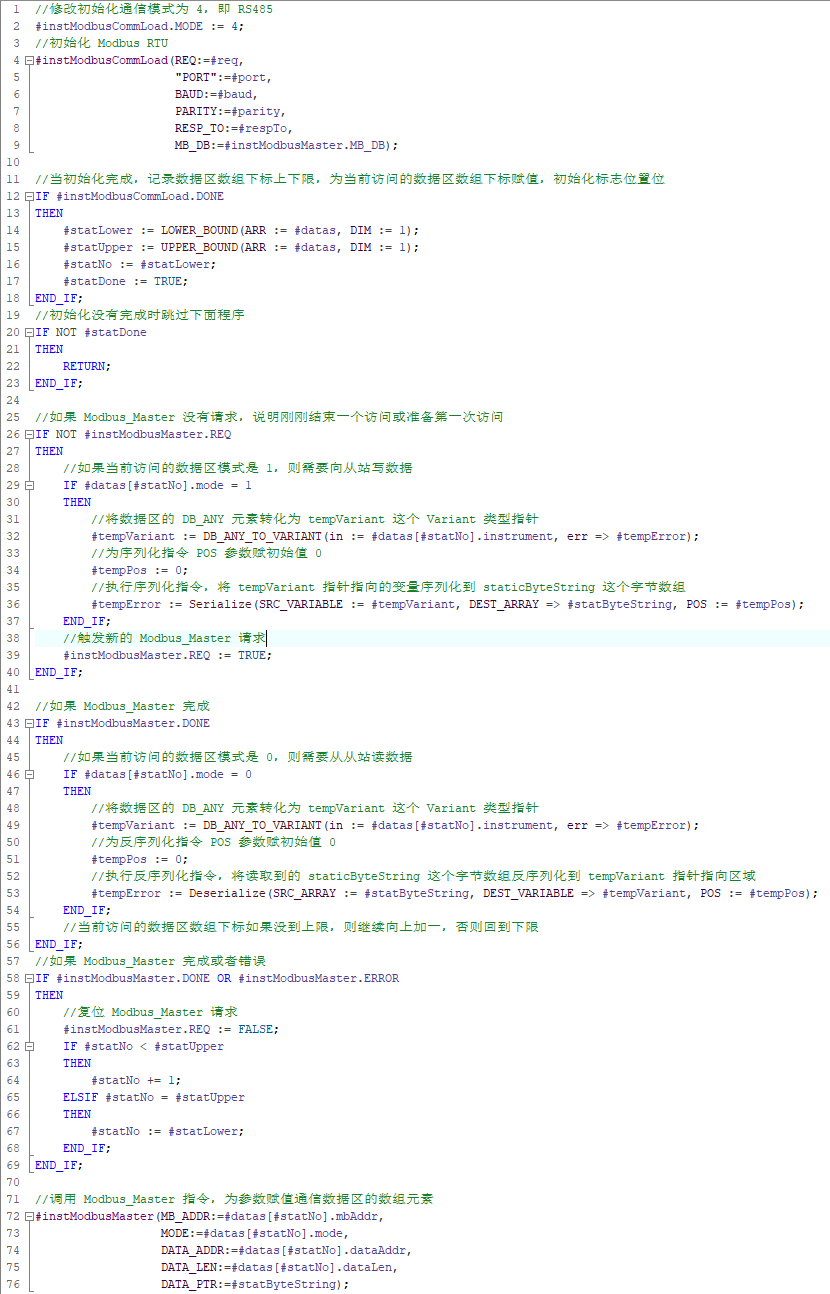 1 //修改初始化通信模式为 4，即 RS485
2 #instModbusCommLoad.MODE := 4;
3 //初始化 Modbus RTU
4 #instModbusCommLoad(REQ:=#req,
5 "PORT":=#port,
6 BAUD:=#baud,
7 PARITY:=#parity,
8 RESP_TO:=#respTo,
9 MB_DB:=#instModbusMaster.MB_DB);
10
11 //当初始化完成，记录数据区数组下标上下限，为当前访问的数据区数组下标赋值，初始化标志位置位
12 IF #instModbusCommLoad.DONE
13 THEN
14 #statLower := LOWER_BOUND(ARR := #datas, DIM := 1);
15 #statUpper := UPPER_BOUND(ARR := #datas, DIM := 1);
16 #statNo := #statLower;
17 #statDone := TRUE;
18 END_IF;
19 //初始化没有完成时跳过下面程序
20 IF NOT #statDone
21 THEN
22 RETURN;
23 END_IF;
24
25 //如果 Modbus_Master 没有请求，说明刚刚结束一个访问或准备第一次访问
26 IF NOT #instModbusMaster.REQ
27 THEN
28 //如果当前访问的数据区模式是 1，则需要向从站写数据
29 IF #datas[#statNo].mode = 1
30 THEN
31 //将数据区的 DB_ANY 元素转化为 tempVariant 这个 Variant 类型指针
32 #tempVariant := DB_ANY_TO_VARIANT(in := #datas[#statNo].instrument, err => #tempError);
33 //为序列化指令 POS 参数赋初始值 0
34 #tempPos := 0;
35 //执行序列化指令，将 tempVariant 指针指向的变量序列化到 staticByteString 这个字节数组
36 #tempError := Serialize(SRC_VARIABLE := #tempVariant, DEST_ARRAY => #statByteString, POS := #tempPos);
37 END_IF;
38 //触发新的 Modbus_Master 请求
39 #instModbusMaster.REQ := TRUE;
40 END_IF;
41
42 //如果 Modbus_Master 完成
43 IF #instModbusMaster.DONE
44 THEN
45 //如果当前访问的数据区模式是 0，则需要从从站读数据
46 IF #datas[#statNo].mode = 0
47 THEN
48 //将数据区的 DB_ANY 元素转化为 tempVariant 这个 Variant 类型指针
49 #tempVariant := DB_ANY_TO_VARIANT(in := #datas[#statNo].instrument, err => #tempError);
50 //为反序列化指令 POS 参数赋初始值 0
51 #tempPos := 0;
52 //执行反序列化指令，将读取到的 staticByteString 这个字节数组反序列化到 tempVariant 指针指向区域
53 #tempError := Deserialize(SRC_ARRAY := #statByteString, DEST_VARIABLE => #tempVariant, POS := #tempPos);
54 END_IF;
55 //当前访问的数据区数组下标如果没到上限，则继续向上加一，否则回到下限
56 END_IF;
57 //如果 Modbus_Master 完成或者错误
58 IF #instModbusMaster.DONE OR #instModbusMaster.ERROR
59 THEN
60 //复位 Modbus_Master 请求
61 #instModbusMaster.REQ := FALSE;
62 IF #statNo < #statUpper
63 THEN
64 #statNo += 1;
65 ELSIF #statNo = #statUpper
66 THEN
67 #statNo := #statLower;
68 END_IF;
69 END_IF;
70
71 //调用 Modbus_Master 指令，为参数赋值通信数据区的数组元素
72 #instModbusMaster(MB_ADDR:=#datas[#statNo].mbAddr,
73 MODE:=#datas[#statNo].mode,
74 DATA_ADDR:=#datas[#statNo].dataAddr,
75 DATA_LEN:=#datas[#statNo].dataLen,
76 DATA_PTR:=#statByteString);